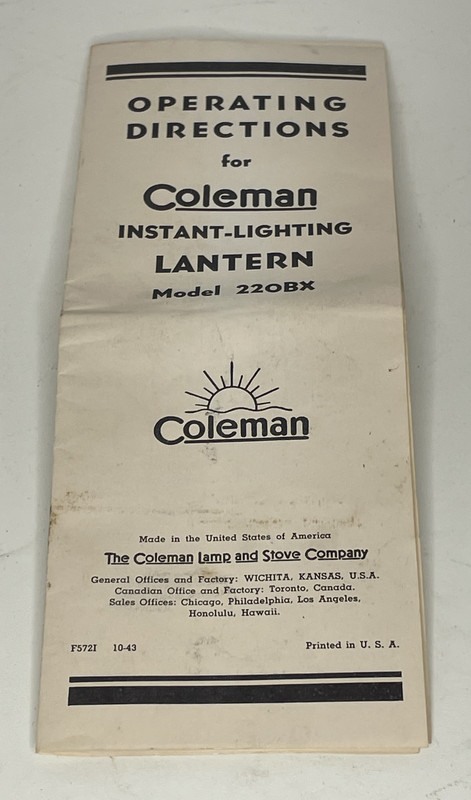 OPERATING
DIRECTIONS
for
Coleman
INSTANT-LIGHTING
LANTERN
Model 220BX
Coleman
Made in the United States of America
The Coleman Lamp and Stove Company
General Offices and Factory: WICHITA, KANSAS, U.S.A.
Canadian Office and Factory: Toronto, Canada.
Sales Offices: Chicago, Philadelphia, Los Angeles,
Honolulu, Hawaii.
F572I 10-43 Printed in U. S. A.